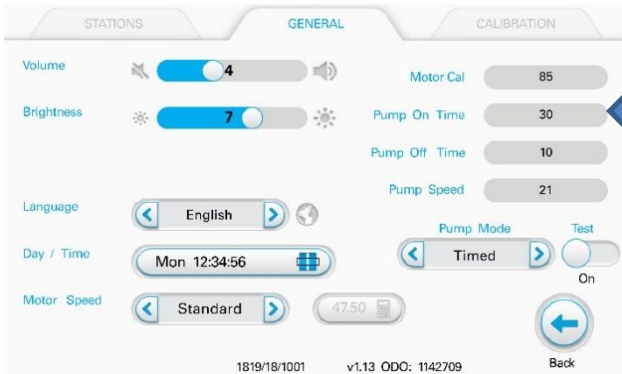 STATIONS GENERAL CALIBRATION
Volume 4 Motor Cal 85
Brightness 7 Pump On Time 30
Pump Off Time 10
Pump Speed 21
Language English Pump Mode Test
Day / Time Mon 12:34:56 Timed
On
Motor Speed Standard 47.50
Back
1819/18/1001 v1.13 ODO: 1142709